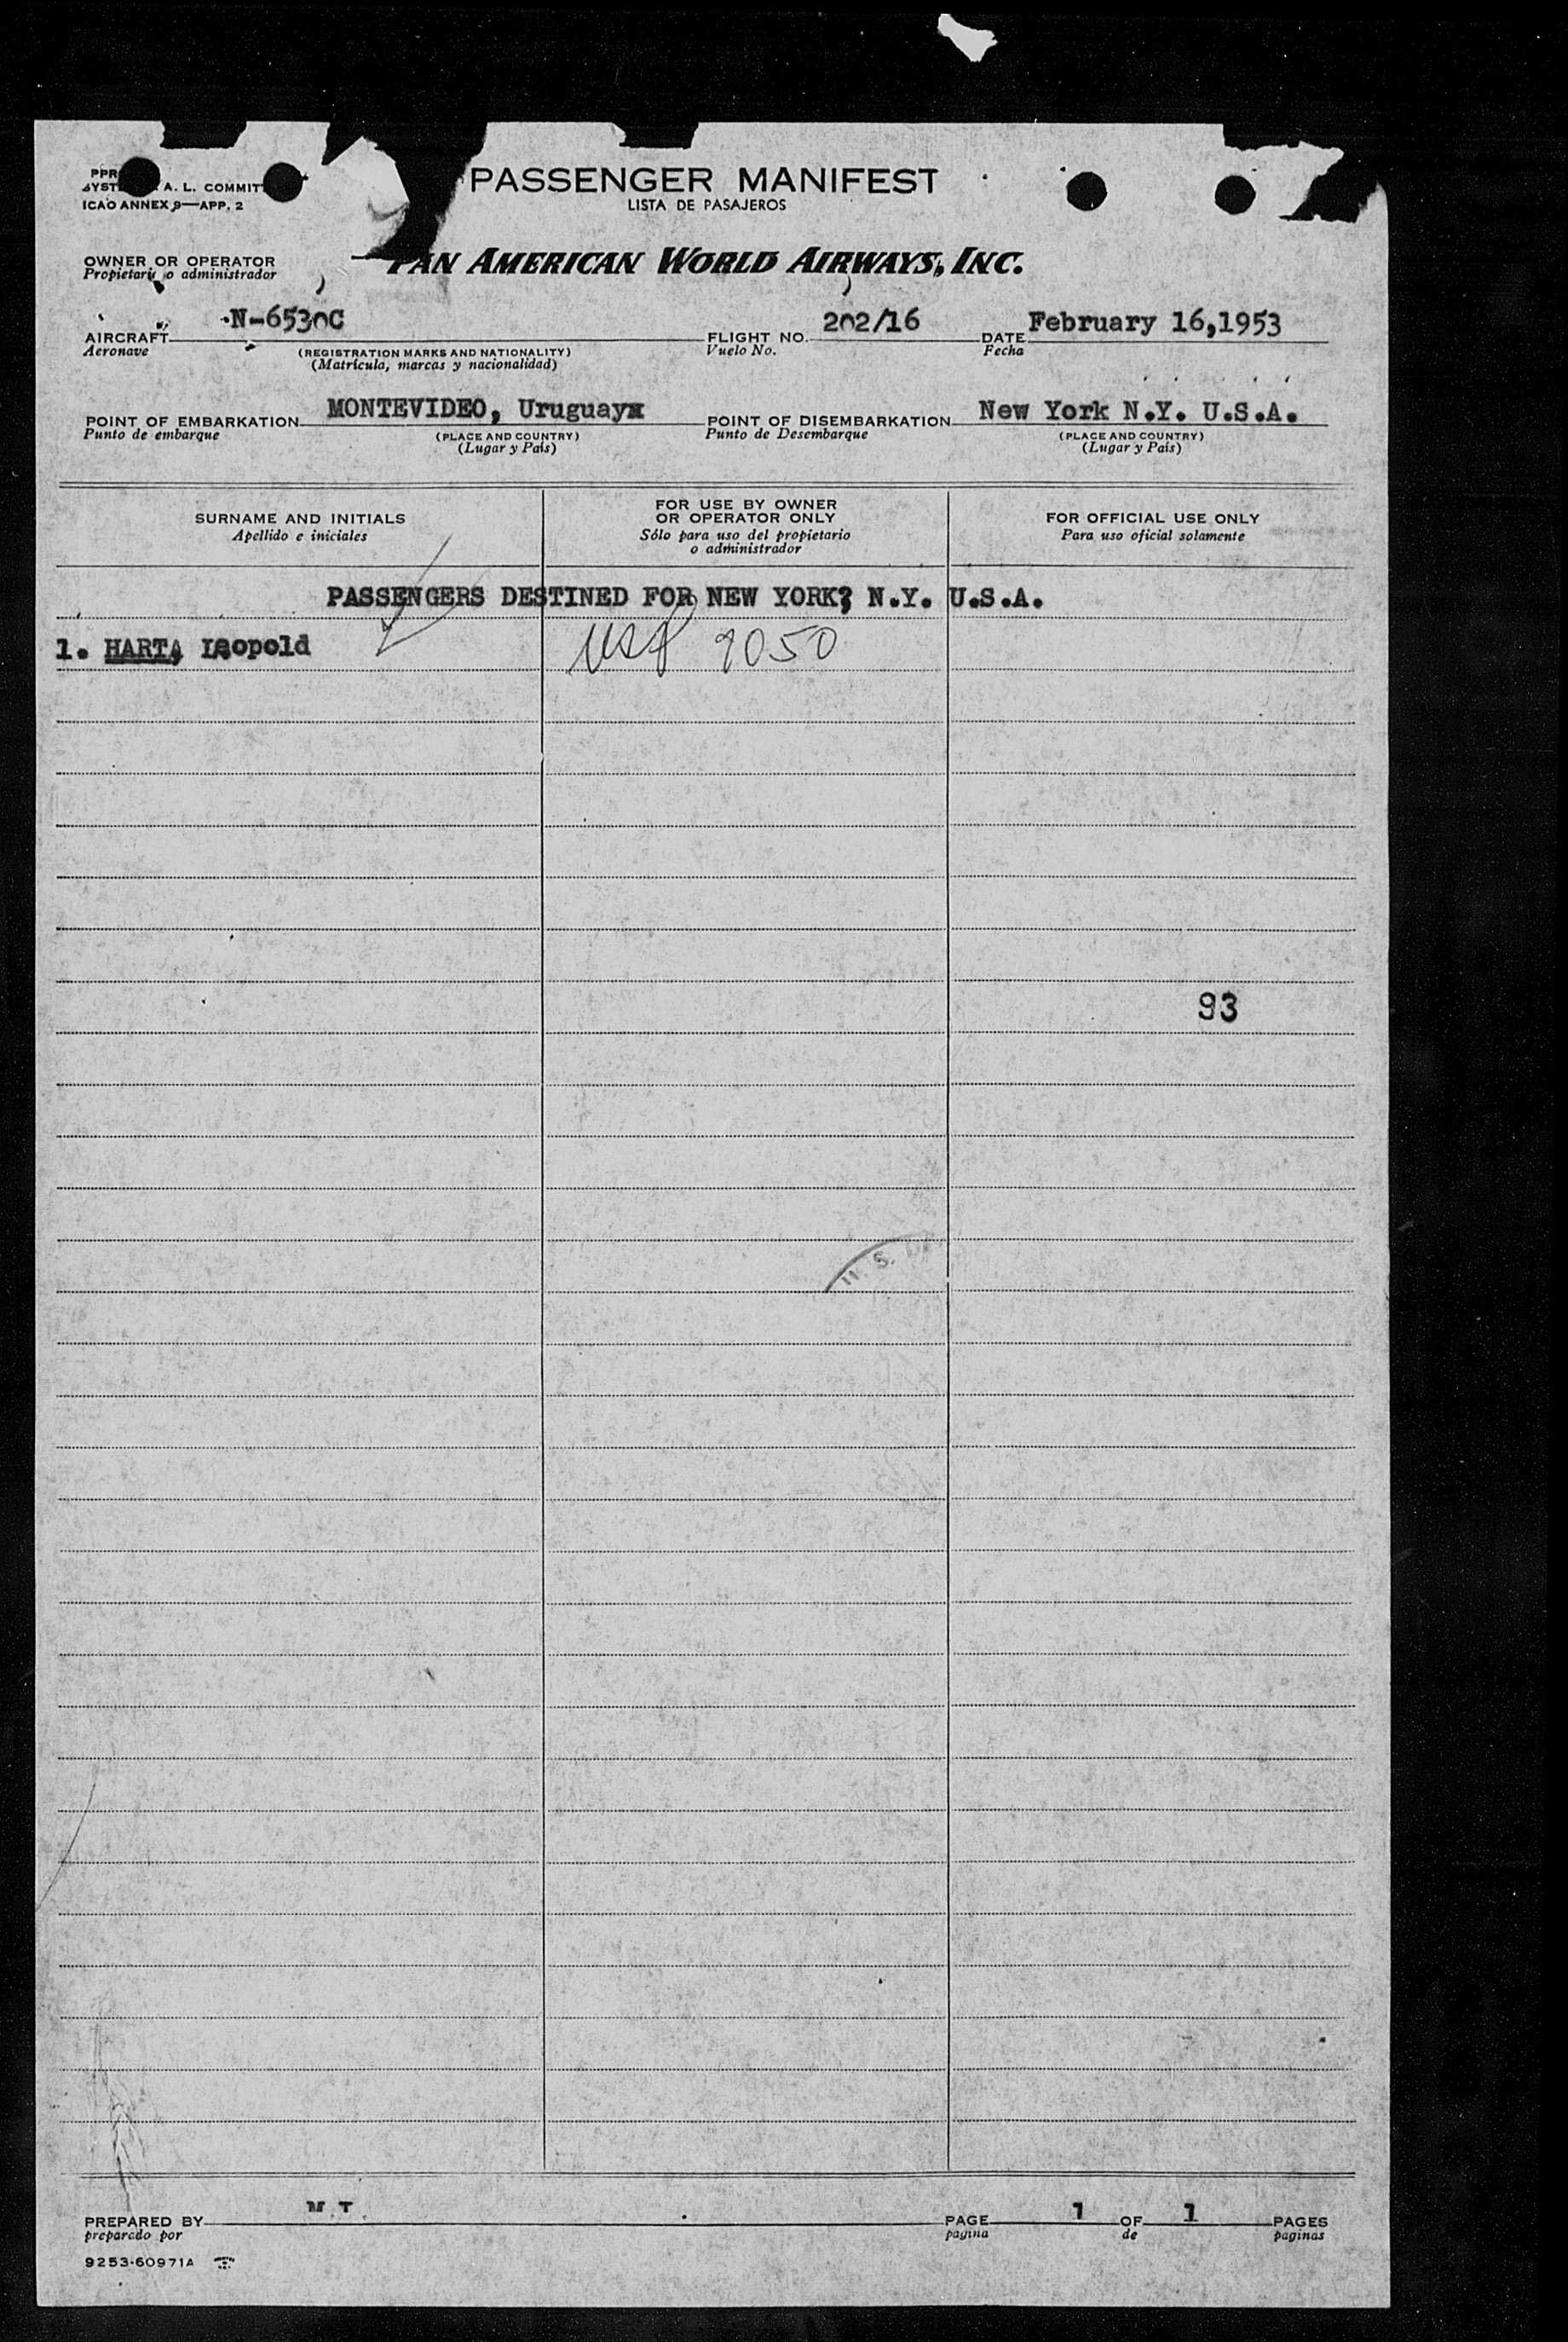 PASSENGER MANIFEST
LISTA DE PASAJEROS
A. L. COMMIT
ICAO ANNEX 9—APP. 2
OWNER OR OPERATOR
Propietario o administrador
PAN AMERICAN WORLD AIRWAYS, INC.
AIRCRAFT N-6530C FLIGHT NO. 202/16 DATE February 16,1953
Aeronave (REGISTRATION MARKS AND NATIONALITY) Vuelo No. Fecha
(Matrícula, marcas y nacionalidad)
POINT OF EMBARKATION MONTEVIDEO, Uruguayx POINT OF DISEMBARKATION New York N.Y. U.S.A.
Punto de embarque (PLACE AND COUNTRY) Punto de Desembarque (PLACE AND COUNTRY)
(Lugar y País) (Lugar y País)
SURNAME AND INITIALS
Apellido e iniciales
FOR USE BY OWNER
OR OPERATOR ONLY
Sólo para uso del propietario
o administrador
FOR OFFICIAL USE ONLY
Para uso oficial solamente
PASSENGERS DESTINED FOR NEW YORK? N.Y. U.S.A.
1. HARTA Leopold USP 9050
93
U. S.
PREPARED BY M.T. PAGE 1 OF 1 PAGES
preparado por pagina de paginas
9253-60971A